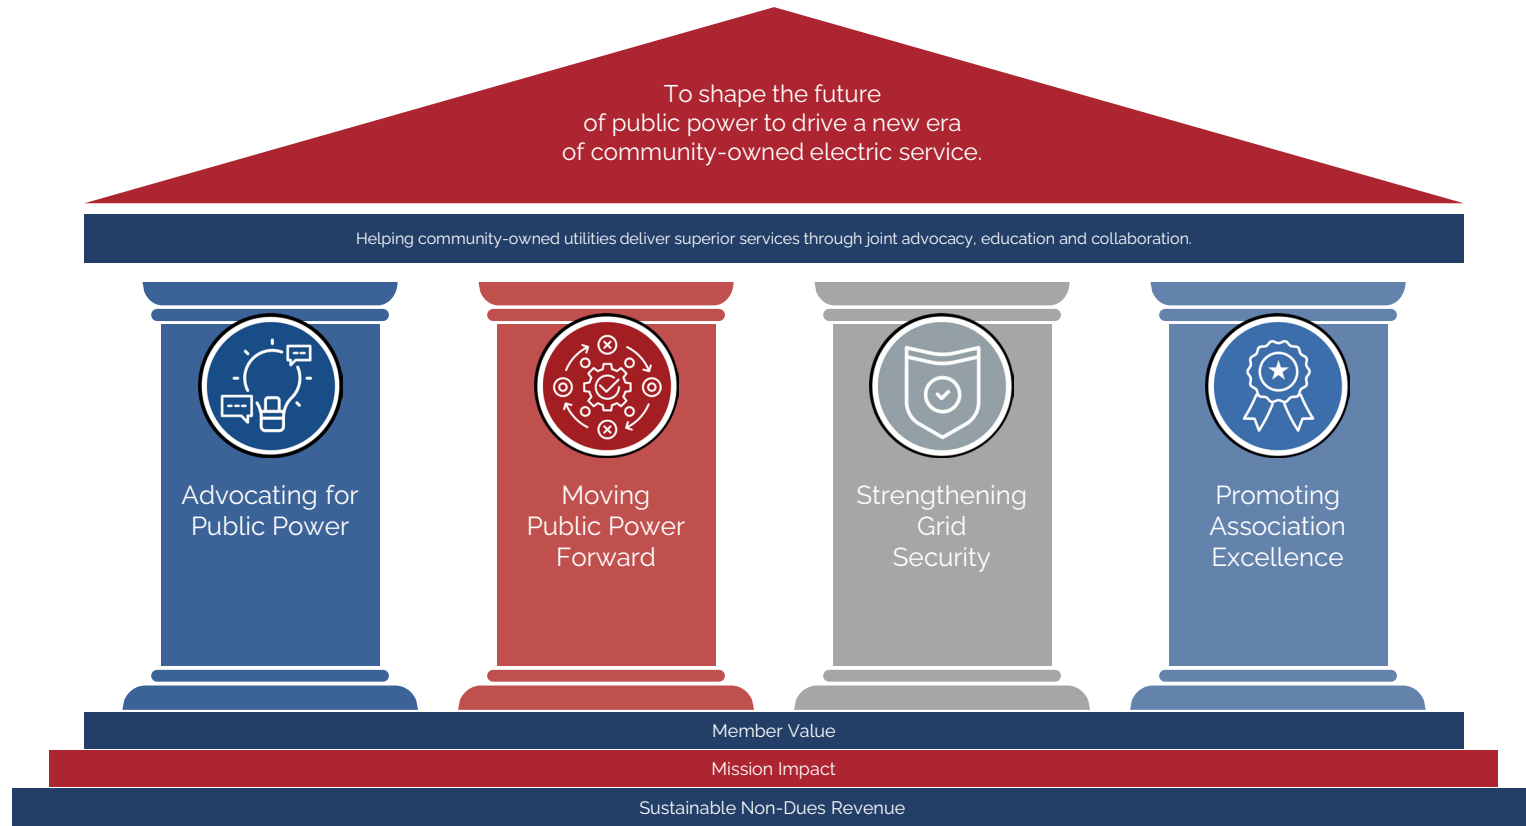 To shape the future
of public power to drive a new era
of community-owned electric service.
Helping community-owned utilities deliver superior services through joint advocacy, education and collaboration.
Advocating for
Public Power
Moving
Public Power
Forward
Strengthening
Grid
Security
Promoting
Association
Excellence
Member Value
Mission Impact
Sustainable Non-Dues Revenue